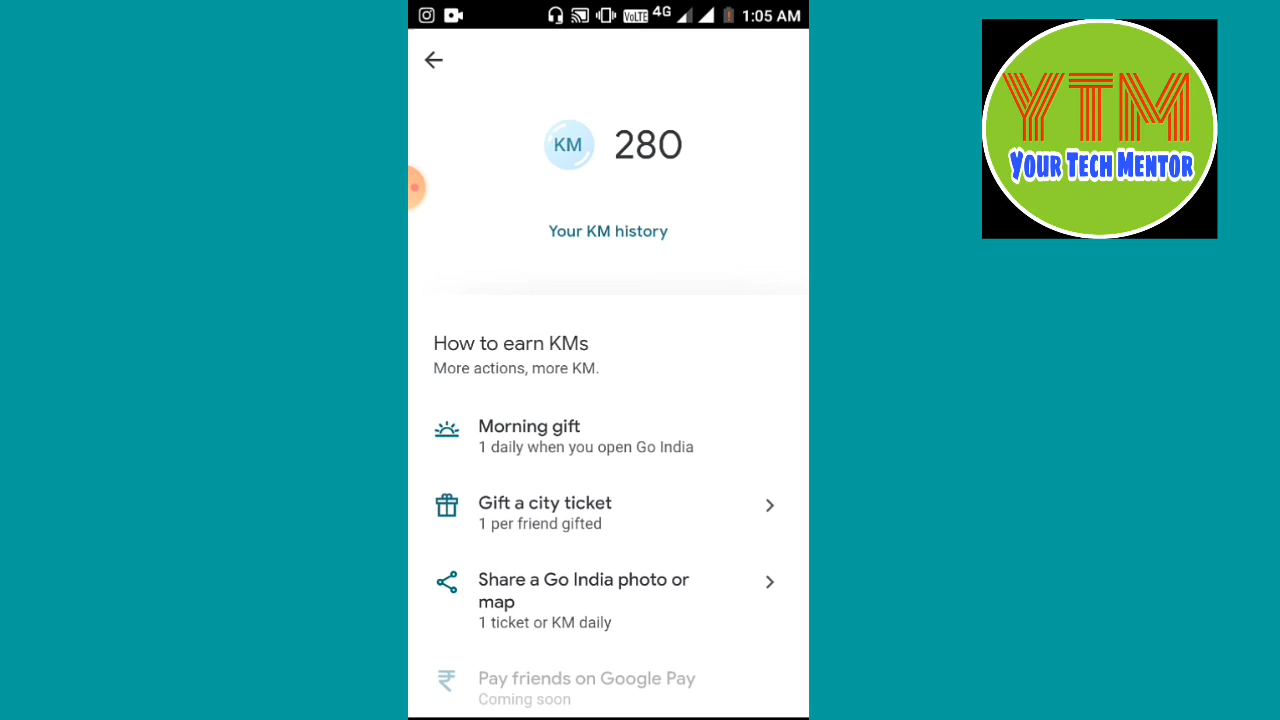 VoLTE 4G 1:05 AM
KM 280
Your KM history
How to earn KMs
More actions, more KM.
Morning gift
1 daily when you open Go India
Gift a city ticket
1 per friend gifted
Share a Go India photo or
map
1 ticket or KM daily
Pay friends on Google Pay
Coming soon
YTM
Your Tech Mentor